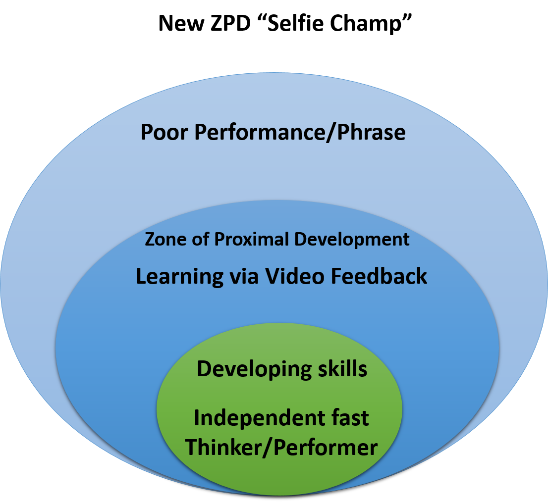 New ZPD “Selfie Champ”
Poor Performance/Phrase
Zone of Proximal Development
Learning via Video Feedback
Developing skills
Independent fast
Thinker/Performer